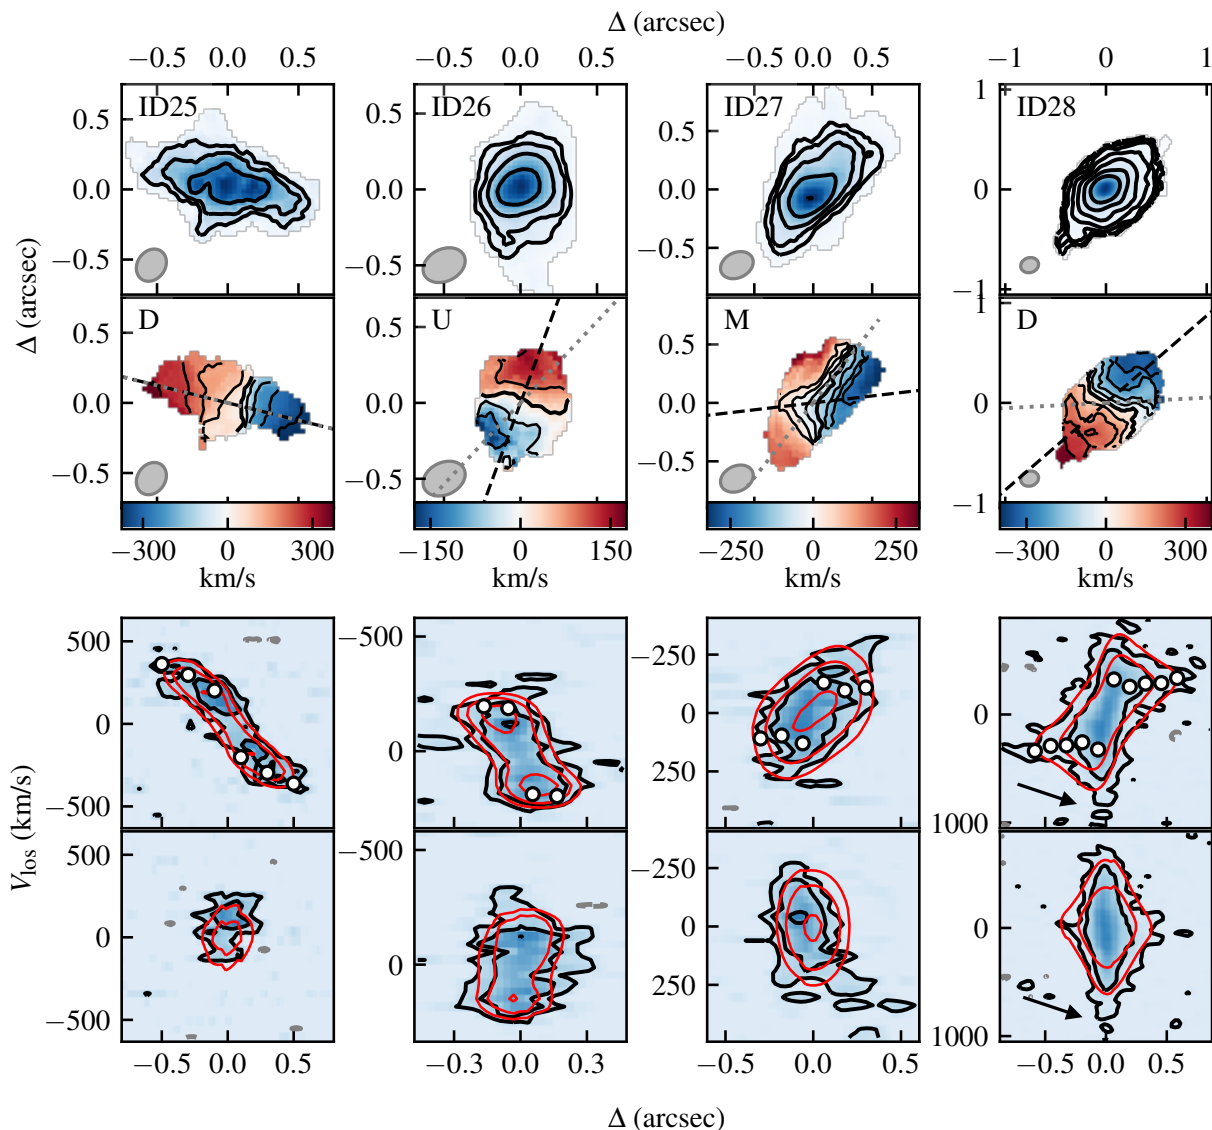 Δ (arcsec)
−0.5 0.0 0.5 −0.5 0.0 0.5 −0.5 0.0 0.5 −1 0 1
ID25 ID26 ID27 ID28
0.5 0.5 0.5 1
0.0 0.0 0.0 0
−0.5 −0.5 −0.5 −1
Δ (arcsec)
D U M D
0.5 0.5 0.5 1
0.0 0.0 0.0 0
−0.5 −0.5 −0.5 −1
−300 0 300 −150 0 150 −250 0 250 −400 0 400
km/s km/s km/s km/s
500 −500 −250
0 0 0 0
−500 250 1000
V_los (km/s)
500 −500 −250
0 0 0 0
−500 250 1000
−0.5 0.0 0.5 −0.3 0.0 0.3 −0.5 0.0 0.5 −0.5 0.0 0.5
Δ (arcsec)